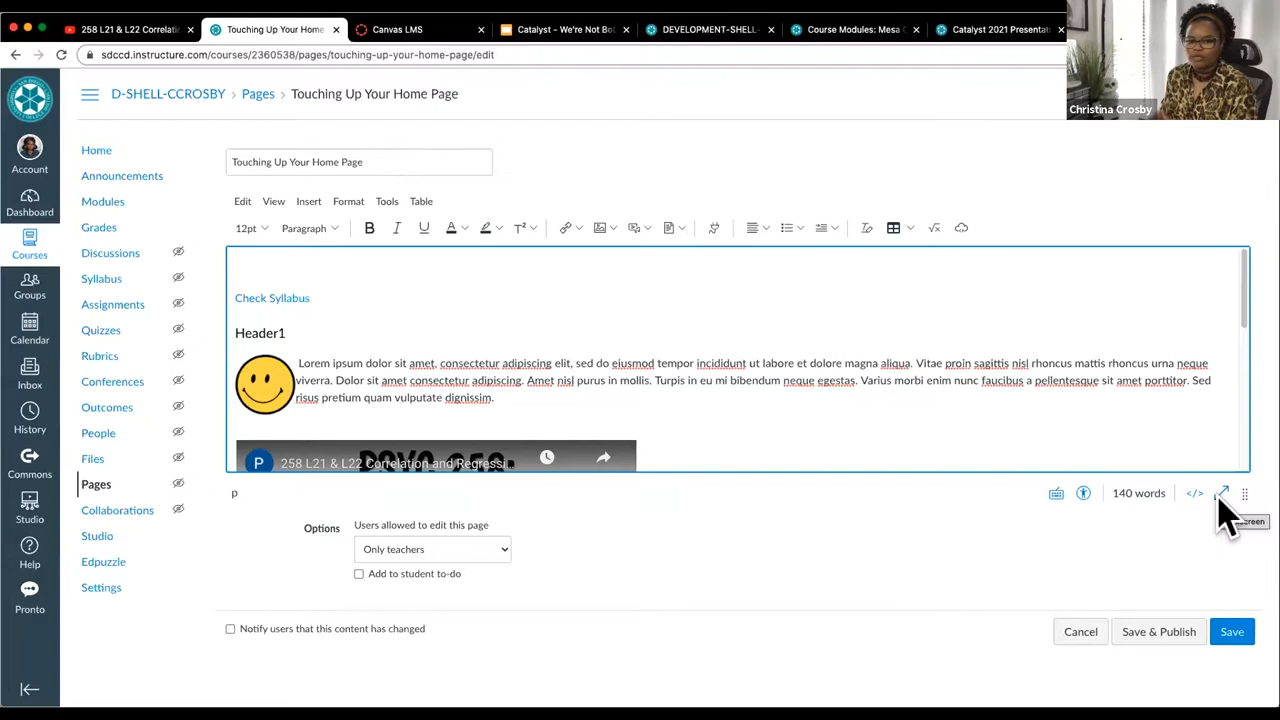 258 L21 & L22 Correlatio
Touching Up Your Home
Canvas LMS
Catalyst - We're Not Bo
DEVELOPMENT-SHELL-
Course Modules: Mesa C
Catalyst 2021 Presentat
sdccd.instructure.com/courses/2360538/pages/touching-up-your-home-page/edit
Christina Crosby
D-SHELL-CCROSBY > Pages > Touching Up Your Home Page
Account
Dashboard
Courses
Groups
Calendar
Inbox
History
Commons
Studio
Help
Pronto
Home
Announcements
Modules
Grades
Discussions
Syllabus
Assignments
Quizzes
Rubrics
Conferences
Outcomes
People
Files
Pages
Collaborations
Studio
Edpuzzle
Settings
Touching Up Your Home Page
Edit View Insert Format Tools Table
12pt Paragraph B I U A T²
Check Syllabus
Header1
Lorem ipsum dolor sit amet, consectetur adipiscing elit, sed do eiusmod tempor incididunt ut labore et dolore magna aliqua. Vitae proin sagittis nisl rhoncus mattis rhoncus urna neque
viverra. Dolor sit amet consectetur adipiscing. Amet nisl purus in mollis. Turpis in eu mi bibendum neque egestas. Varius morbi enim nunc faucibus a pellentesque sit amet porttitor. Sed
risus pretium quam vulputate dignissim.
P 258 L21 & L22 Correlation and Regressi...
p
140 words </>
Options
Users allowed to edit this page
Only teachers
Add to student to-do
Notify users that this content has changed
Cancel Save & Publish Save